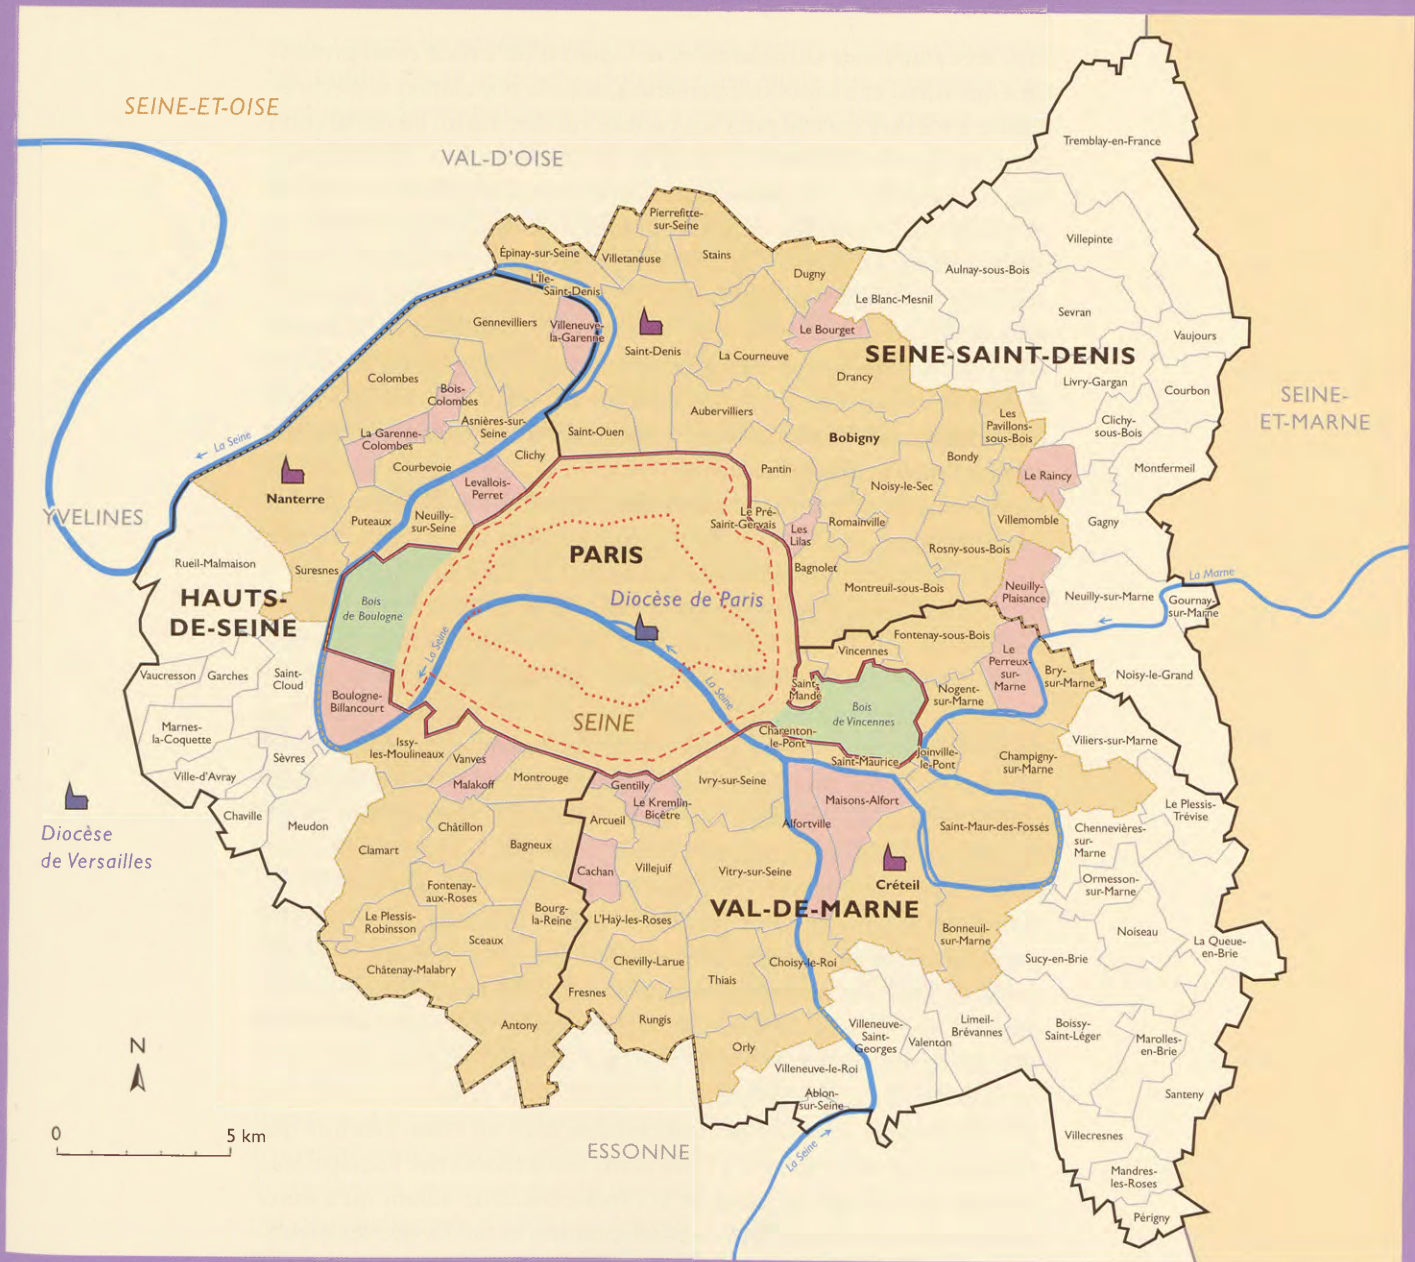 SEINE-ET-OISE
VAL-D'OISE
Tremblay-en-France
Pierrefitte-
sur-Seine
Villepinte
Épinay-sur-Seine
Villetaneuse
Stains
Aulnay-sous-Bois
Dugny
L'Île-
Saint-Denis
Le Blanc-Mesnil
Sevran
Gennevilliers
Villeneuve-
la-Garenne
Le Bourget
Vaujours
Saint-Denis
La Courneuve
SEINE-SAINT-DENIS
Colombes
Drancy
Livry-Gargan
Courbon
Bois-
Colombes
SEINE-
ET-MARNE
Aubervilliers
Les
Pavillons-
sous-Bois
Clichy-
sous-Bois
Asnières-sur-
Seine
Saint-Ouen
Bobigny
La Garenne-
Colombes
La Seine
Clichy
Bondy
Courbevoie
Pantin
Montfermeil
Le Raincy
Levallois-
Perret
Noisy-le-Sec
Nanterre
YVELINES
Puteaux
Neuilly-
sur-Seine
Le Pré-
Saint-Gervais
Les
Lilas
Romainville
Villemomble
Gagny
PARIS
Rosny-sous-Bois
Rueil-Malmaison
Suresnes
Bagnolet
La Marne
Montreuil-sous-Bois
Neuilly-
Plaisance
Neuilly-sur-Marne
Gournay-
sur-Marne
HAUTS-
DE-SEINE
Bois
de Boulogne
Diocèse de Paris
Fontenay-sous-Bois
La Seine
Vincennes
Le
Perreux-
sur-
Marne
Bry-
sur-Marne
Noisy-le-Grand
Vaucresson
Garches
Saint-
Cloud
Boulogne-
Billancourt
La Seine
Saint-
Mandé
Nogent-
sur-Marne
Bois
de Vincennes
Marnes-
la-Coquette
SEINE
Charenton-
le-Pont
Issy-
les-Moulineaux
Viliers-sur-Marne
Sèvres
Vanves
Saint-Maurice
Joinville-
le-Pont
Champigny-
sur-Marne
Ville-d'Avray
Malakoff
Montrouge
Gentilly
Ivry-sur-Seine
Maisons-Alfort
Le Kremlin-
Bicêtre
Le Plessis-
Trévise
Chaville
Meudon
Châtillon
Arcueil
Alfortville
Saint-Maur-des-Fossés
Chennevières-
sur-
Marne
Diocèse
de Versailles
Clamart
Bagneux
Cachan
Villejuif
Vitry-sur-Seine
Créteil
Ormesson-
sur-Marne
Fontenay-
aux-Roses
VAL-DE-MARNE
Le Plessis-
Robinsson
Bourg-
la-Reine
L'Haÿ-les-Roses
Bonneuil-
sur-Marne
Noiseau
La Queue-
en-Brie
Sceaux
Sucy-en-Brie
Châtenay-Malabry
Chevilly-Larue
Choisy-le-Roi
Thiais
Fresnes
Antony
Rungis
Villeneuve-
Saint-
Georges
Limeil-
Brévannes
Boissy-
Saint-Léger
Valenton
Marolles-
en-Brie
Orly
N
Villeneuve-le-Roi
Ablon-
sur-Seine
Santeny
0
5 km
ESSONNE
La Seine
Villecresnes
Mandres-
les-Roses
Périgny